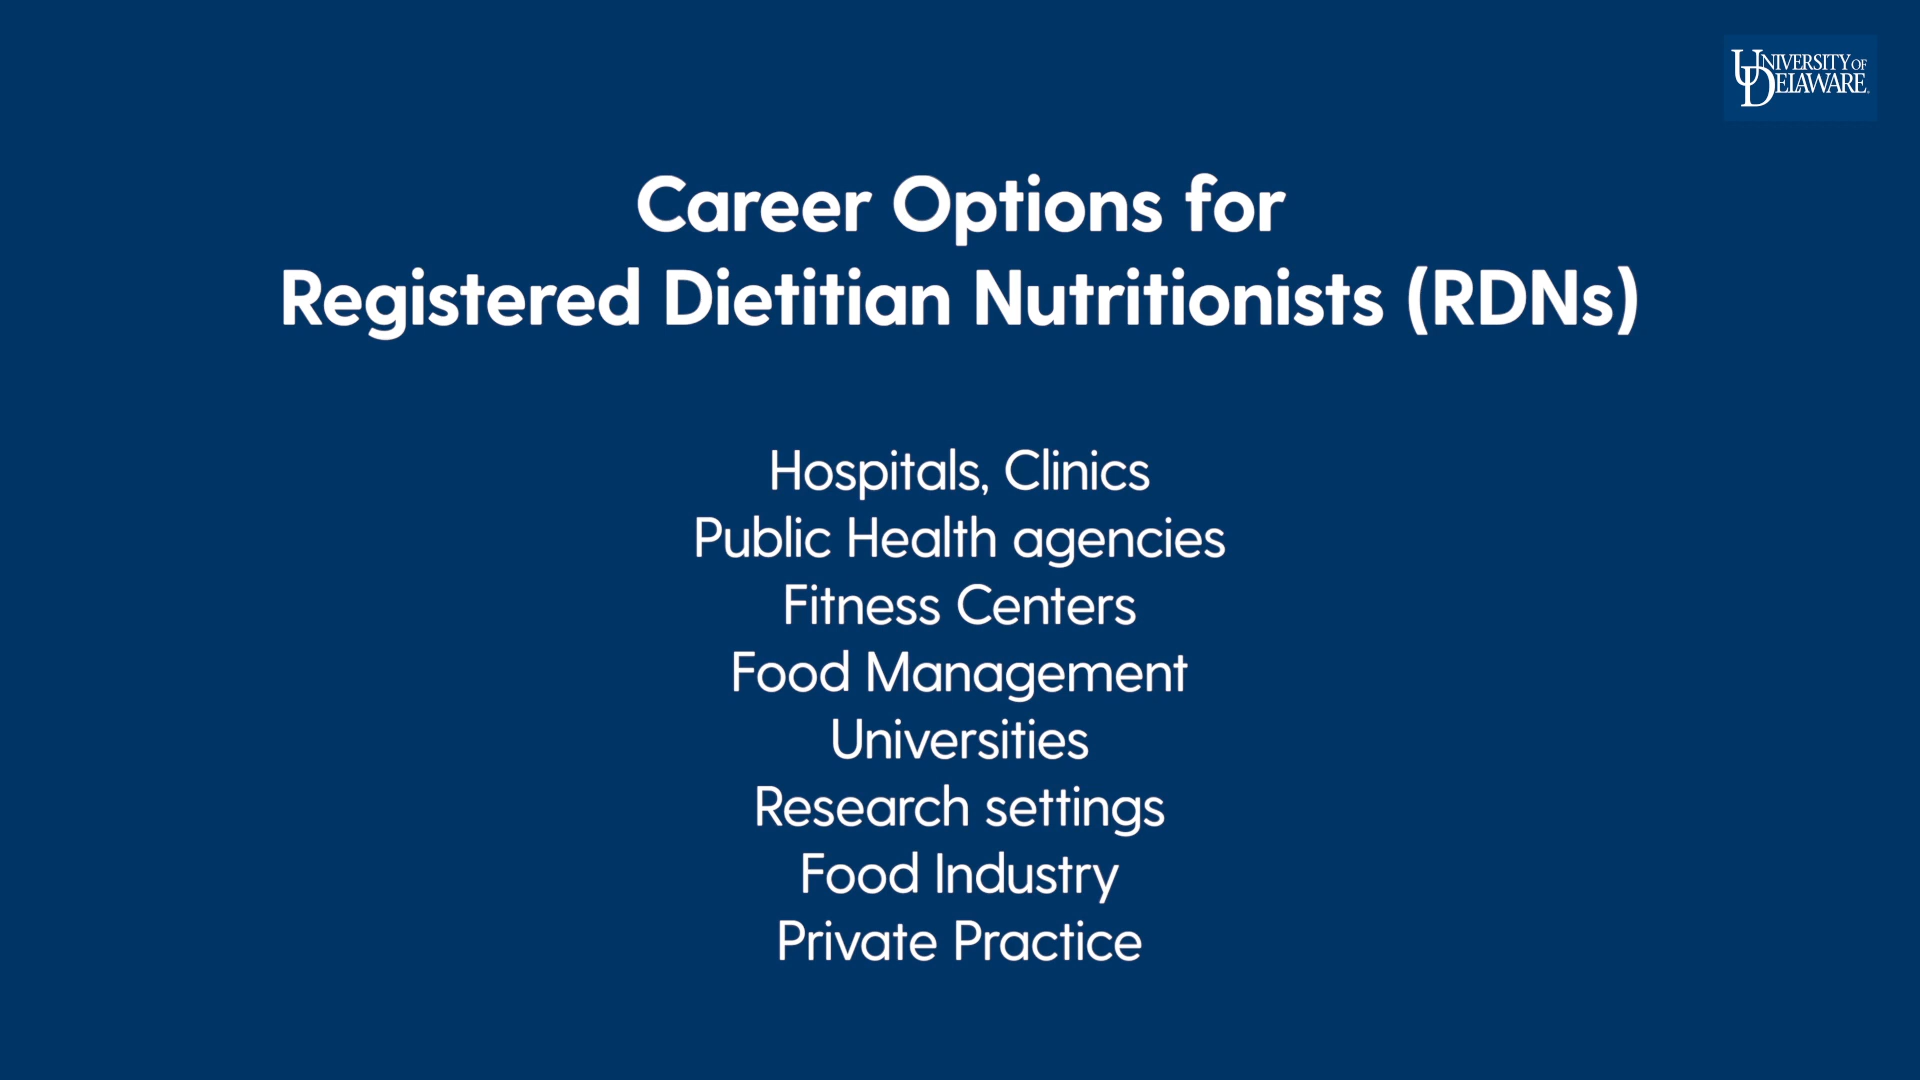 UNIVERSITY OF
DELAWARE
Career Options for
Registered Dietitian Nutritionists (RDNs)
Hospitals, Clinics
Public Health agencies
Fitness Centers
Food Management
Universities
Research settings
Food Industry
Private Practice